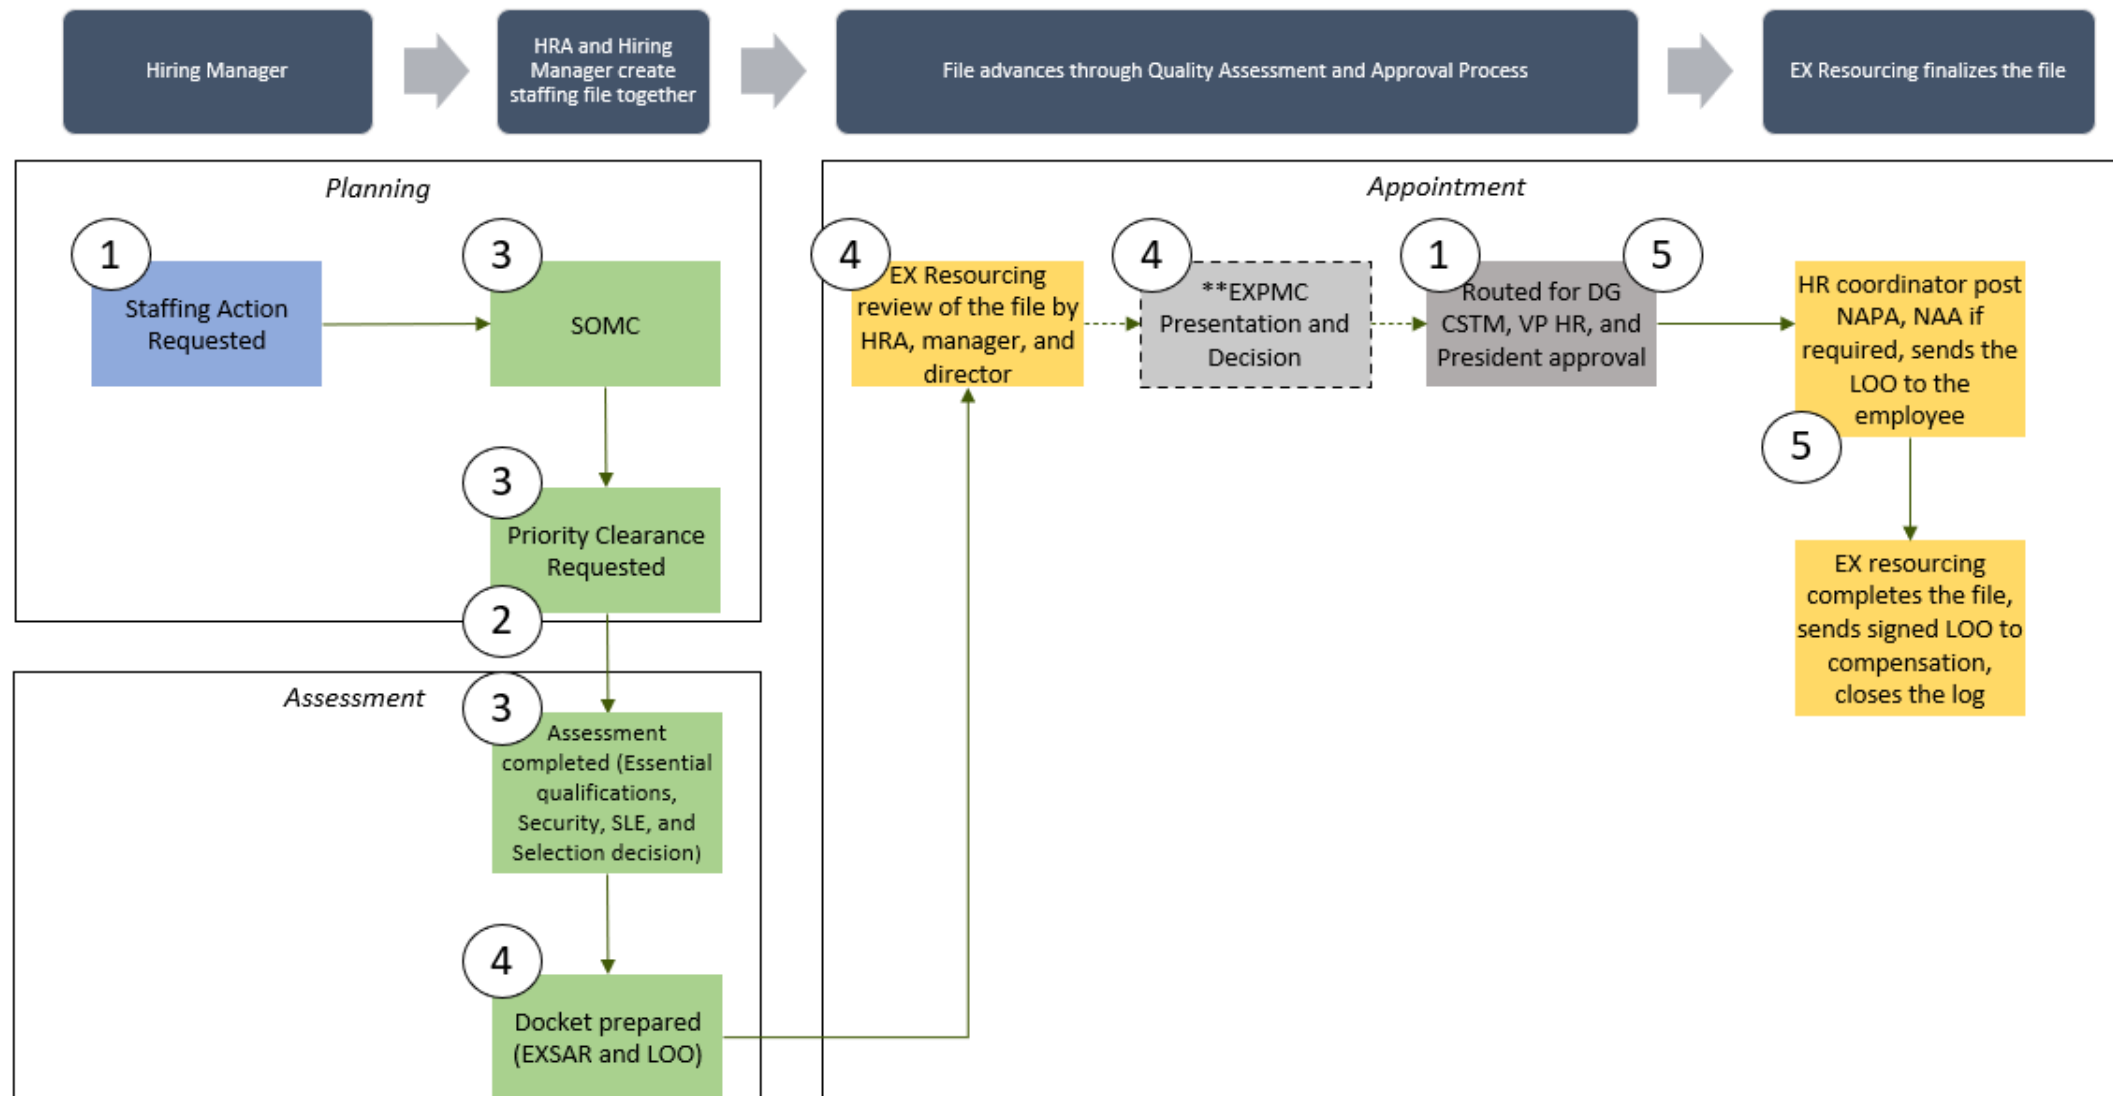 Hiring Manager
HRA and Hiring
Manager create
staffing file together
File advances through Quality Assessment and Approval Process
EX Resourcing finalizes the file
Planning
1
Staffing Action
Requested
3
SOMC
3
Priority Clearance
Requested
2
Assessment
3
Assessment
completed (Essential
qualifications,
Security, SLE, and
Selection decision)
4
Docket prepared
(EXSAR and LOO)
Appointment
4
EX Resourcing
review of the file by
HRA, manager, and
director
4
**EXPMC
Presentation and
Decision
1
5
Routed for DG
CSTM, VP HR, and
President approval
HR coordinator post
NAPA, NAA if
required, sends the
LOO to the
employee
5
EX resourcing
completes the file,
sends signed LOO to
compensation,
closes the log